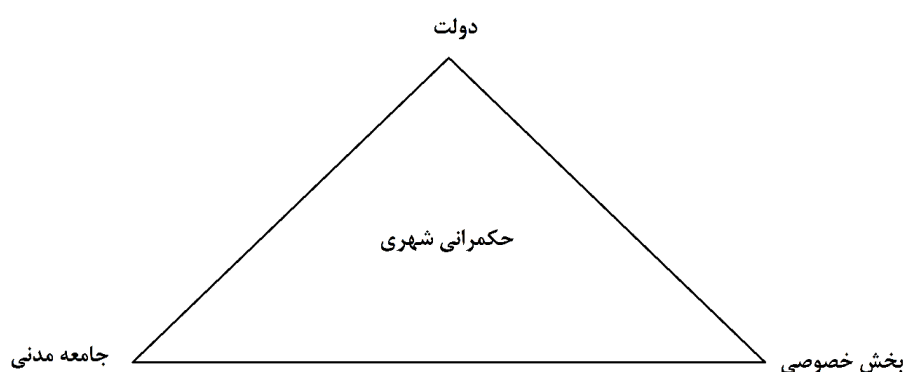 دولت
حکمرانی شهری
بخش خصوصی
جامعه مدنی